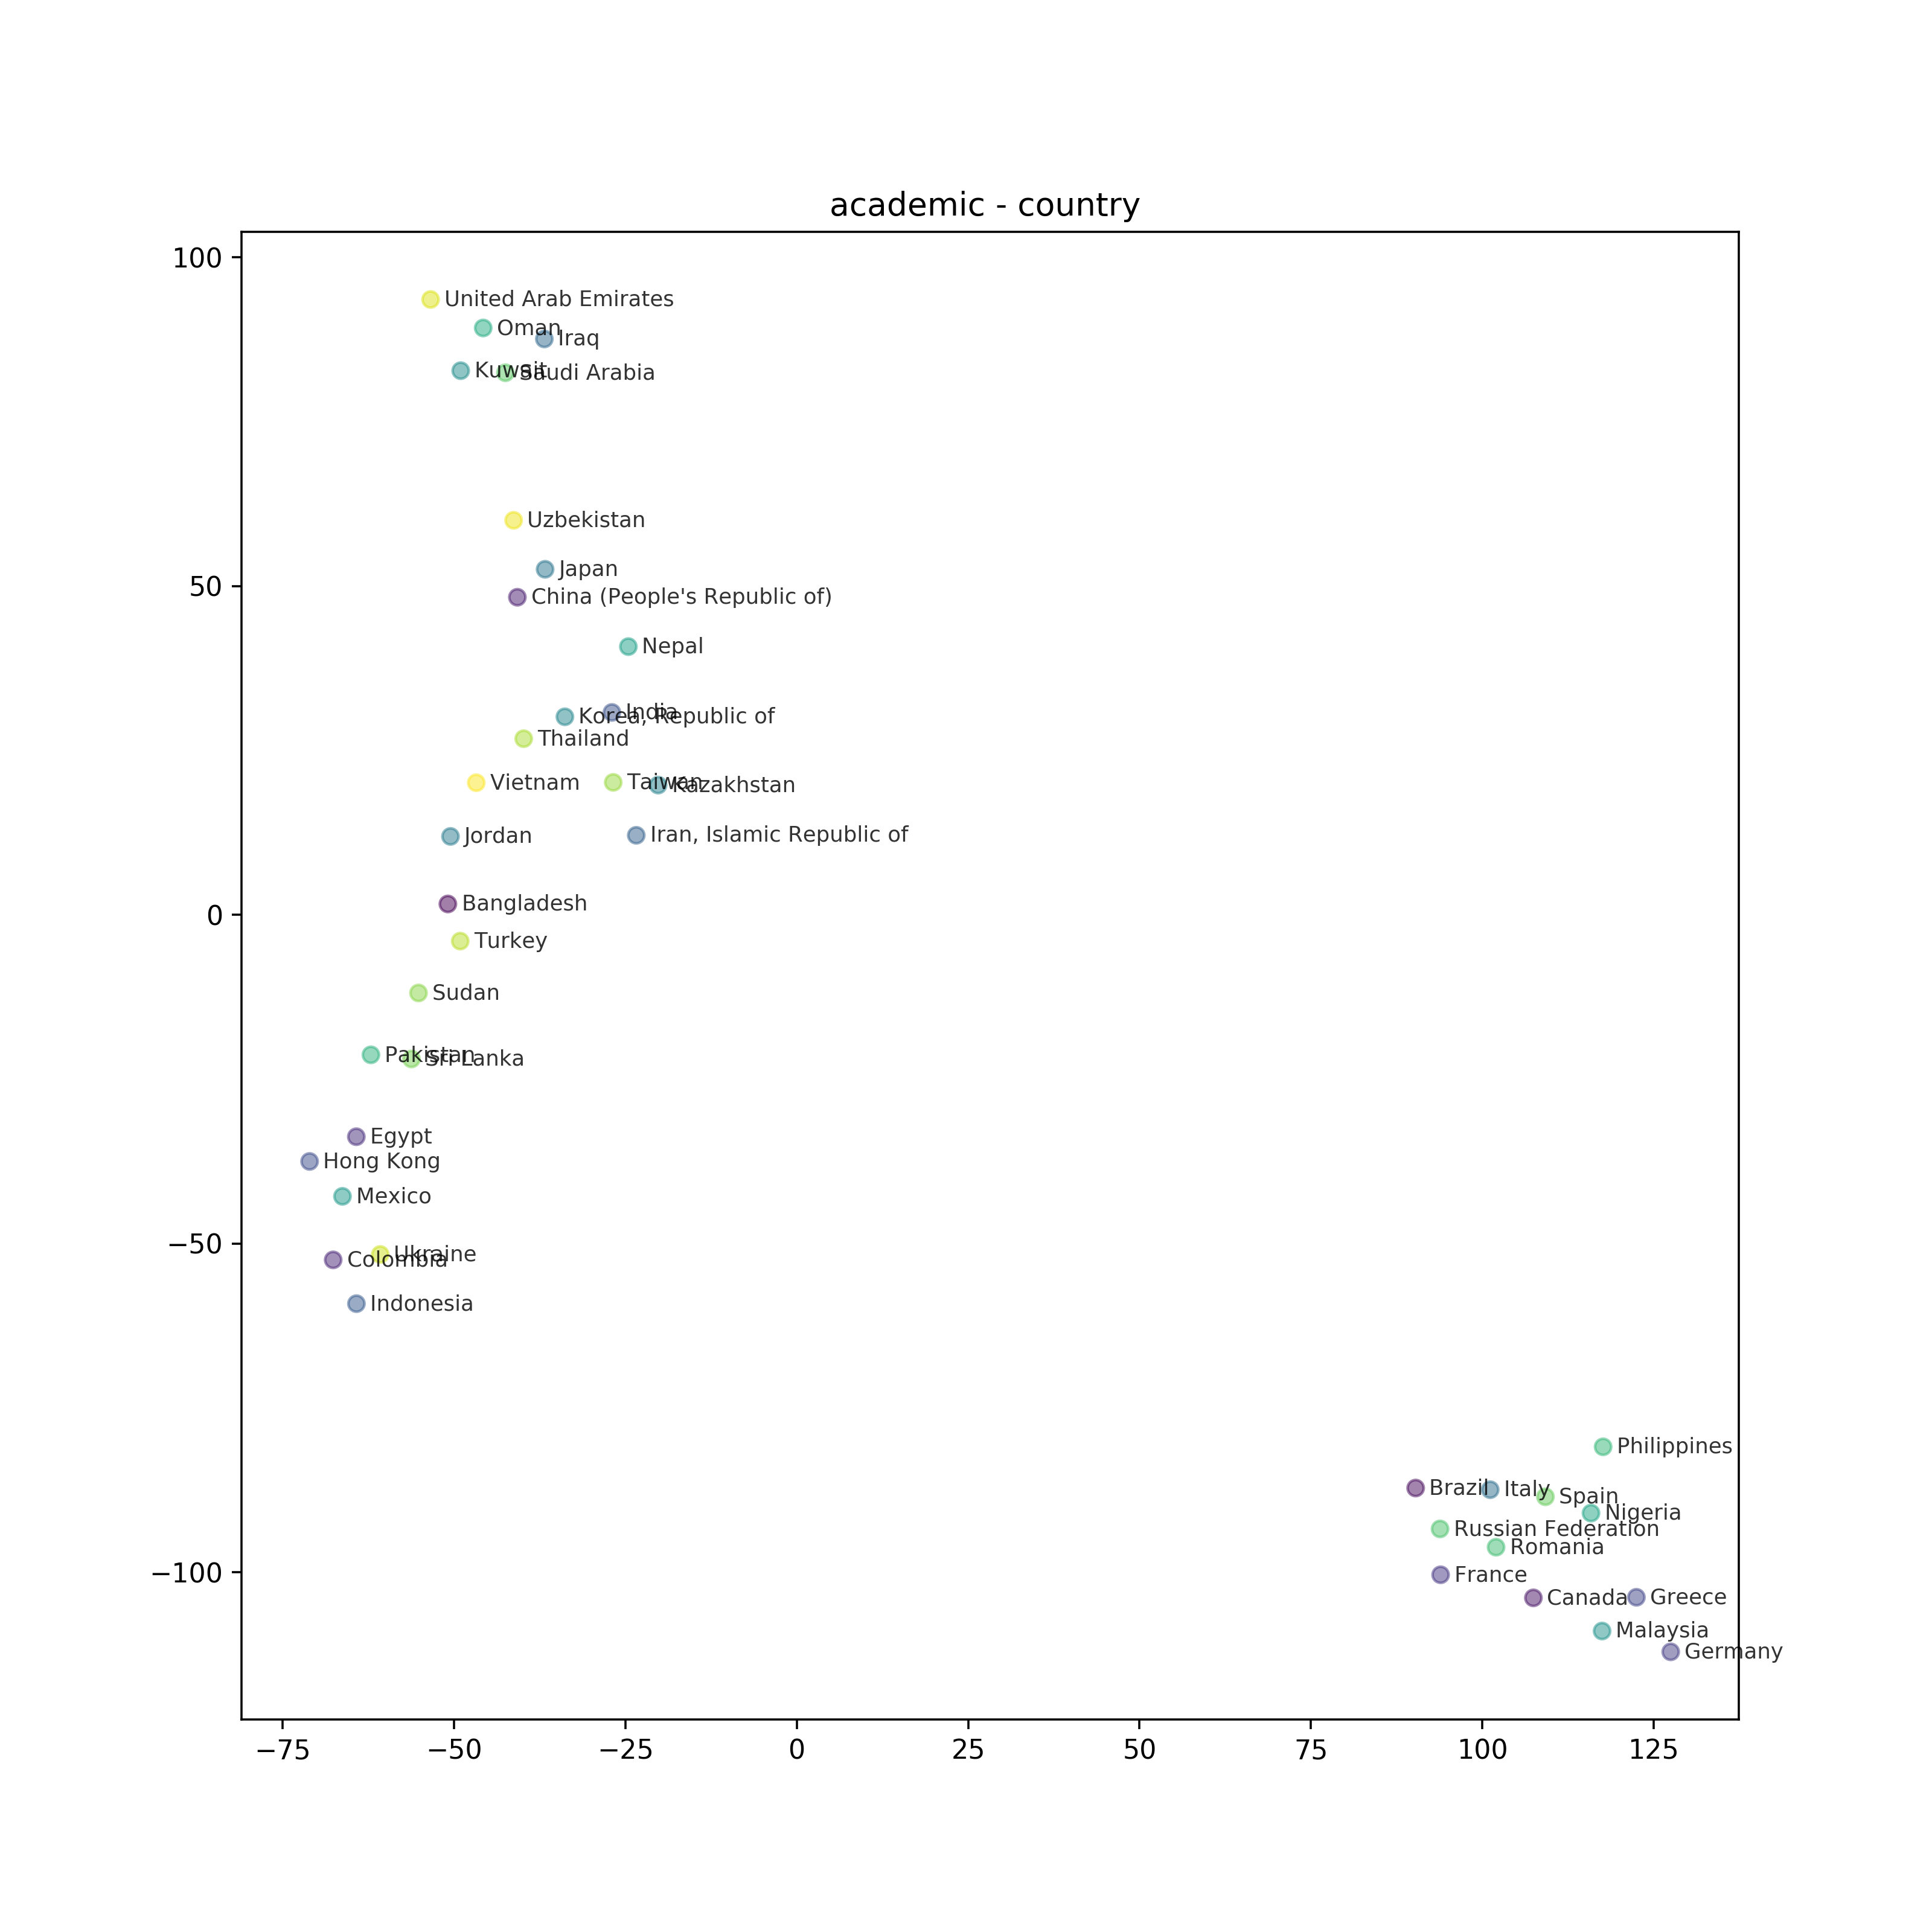 academic - country
100
United Arab Emirates
Oman
Iraq
Kuwait
Saudi Arabia
Uzbekistan
50
Japan
China (People's Republic of)
Nepal
India
Korea, Republic of
Thailand
Vietnam
Taiwan
Kazakhstan
Jordan
Iran, Islamic Republic of
0
Bangladesh
Turkey
Sudan
Pakistan
Sri Lanka
Egypt
Hong Kong
Mexico
−50
Ukraine
Colombia
Indonesia
Philippines
Brazil
Italy
Spain
Nigeria
Russian Federation
Romania
−100
France
Canada
Greece
Malaysia
Germany
−75 −50 −25 0 25 50 75 100 125